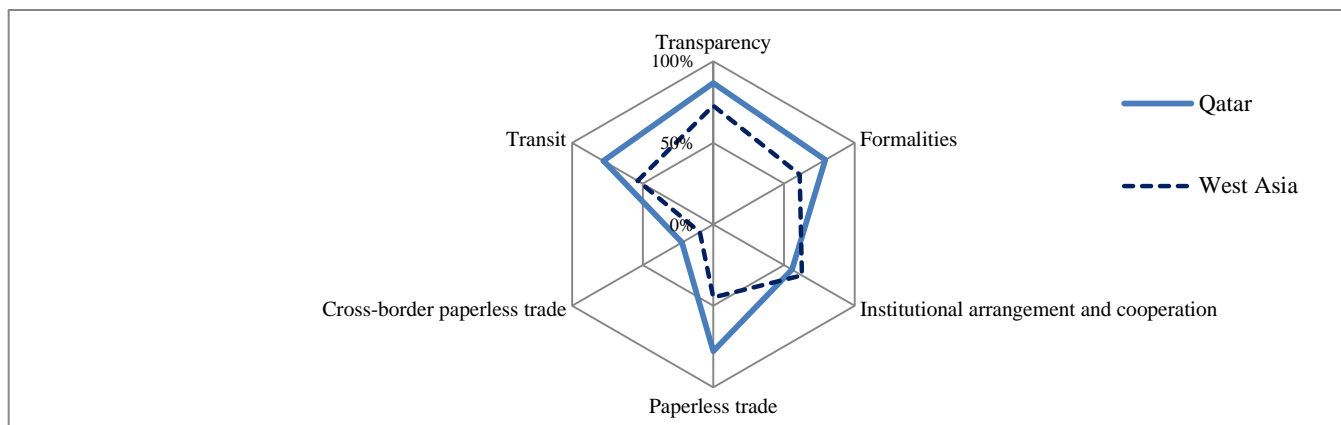 Transparency
100%
Qatar
Transit
50%
Formalities
West Asia
0%
Cross-border paperless trade
Institutional arrangement and cooperation
Paperless trade